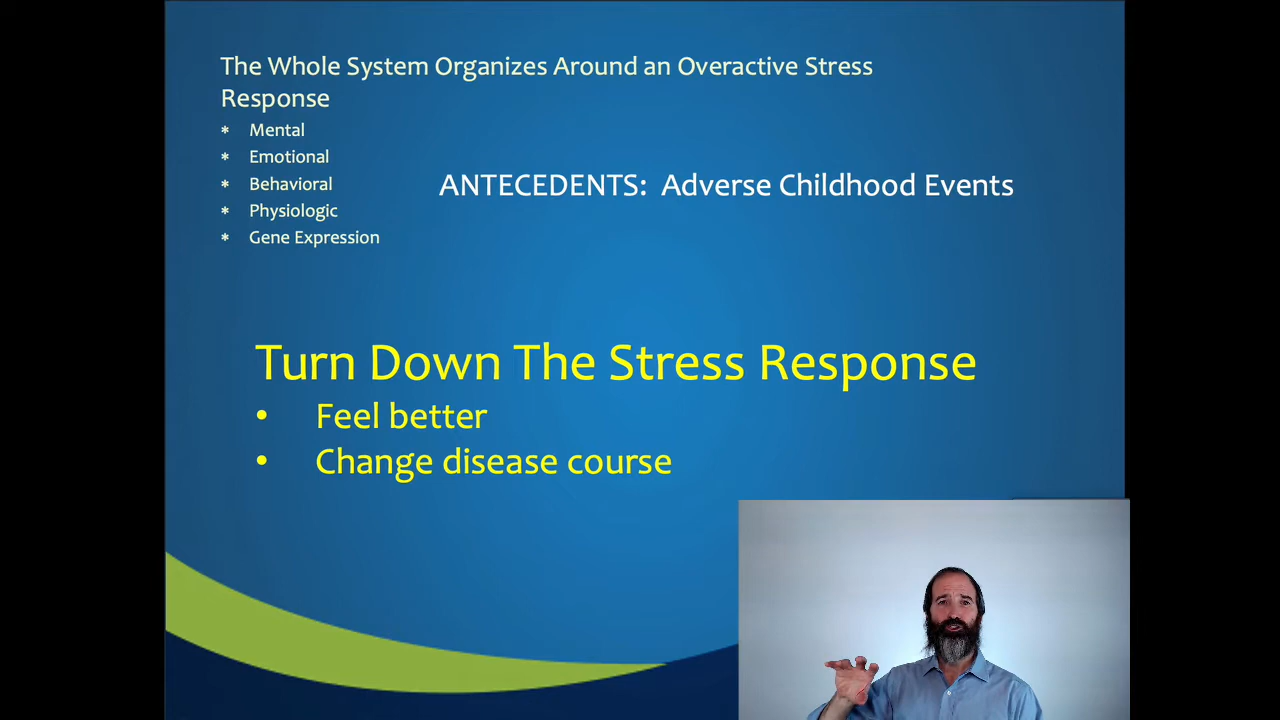 The Whole System Organizes Around an Overactive Stress
Response
* Mental
* Emotional
* Behavioral
* Physiologic
* Gene Expression
ANTECEDENTS: Adverse Childhood Events
Turn Down The Stress Response
• Feel better
• Change disease course